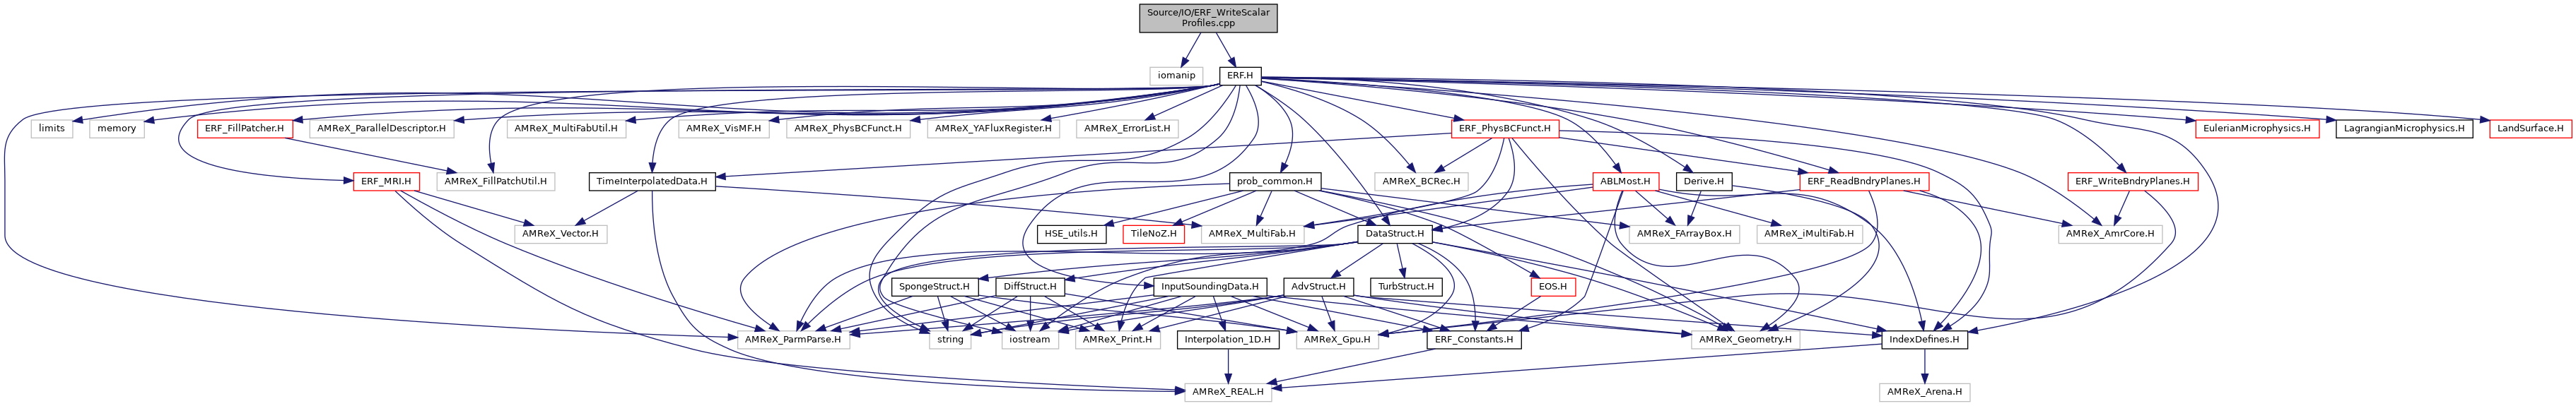 Source/IO/ERF_WriteScalar
Profiles.cpp
iomanip
ERF.H
limits
memory
ERF_FillPatcher.H
AMReX_ParallelDescriptor.H
AMReX_MultiFabUtil.H
AMReX_VisMF.H
AMReX_PhysBCFunct.H
AMReX_YAFluxRegister.H
AMReX_ErrorList.H
ERF_PhysBCFunct.H
EulerianMicrophysics.H
LagrangianMicrophysics.H
LandSurface.H
ERF_MRI.H
AMReX_FillPatchUtil.H
TimeInterpolatedData.H
prob_common.H
AMReX_BCRec.H
ABLMost.H
Derive.H
ERF_ReadBndryPlanes.H
ERF_WriteBndryPlanes.H
AMReX_Vector.H
HSE_utils.H
TileNoZ.H
AMReX_MultiFab.H
DataStruct.H
AMReX_FArrayBox.H
AMReX_iMultiFab.H
AMReX_AmrCore.H
SpongeStruct.H
DiffStruct.H
InputSoundingData.H
AdvStruct.H
TurbStruct.H
EOS.H
AMReX_ParmParse.H
string
iostream
AMReX_Print.H
Interpolation_1D.H
AMReX_Gpu.H
ERF_Constants.H
AMReX_Geometry.H
IndexDefines.H
AMReX_REAL.H
AMReX_Arena.H